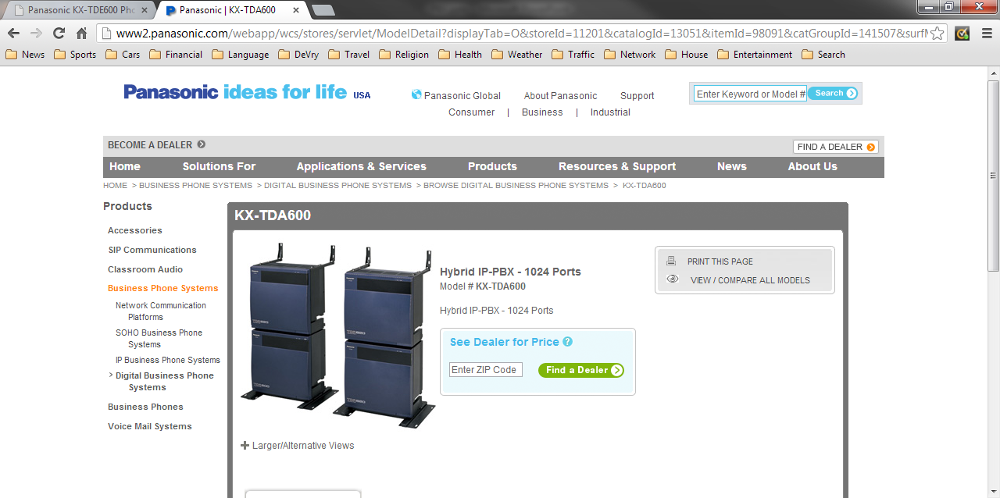 Panasonic KX-TDE600 Pho
Panasonic | KX-TDA600
www2.panasonic.com/webapp/wcs/stores/servlet/ModelDetail?displayTab=O&storeId=11201&catalogId=13051&itemId=98091&catGroupId=141507&surfM
News Sports Cars Financial Language DeVry Travel Religion Health Weather Traffic Network House Entertainment Search
Panasonic ideas for life USA
Panasonic Global About Panasonic Support
Consumer | Business | Industrial
Enter Keyword or Model # Search
BECOME A DEALER
FIND A DEALER
Home Solutions For Applications & Services Products Resources & Support News About Us
HOME > BUSINESS PHONE SYSTEMS > DIGITAL BUSINESS PHONE SYSTEMS > BROWSE DIGITAL BUSINESS PHONE SYSTEMS > KX-TDA600
Products
Accessories
SIP Communications
Classroom Audio
Business Phone Systems
Network Communication
Platforms
SOHO Business Phone
Systems
IP Business Phone Systems
> Digital Business Phone
Systems
Business Phones
Voice Mail Systems
KX-TDA600
Hybrid IP-PBX - 1024 Ports
Model # KX-TDA600
Hybrid IP-PBX - 1024 Ports
See Dealer for Price ?
Enter ZIP Code Find a Dealer
PRINT THIS PAGE
VIEW / COMPARE ALL MODELS
Larger/Alternative Views